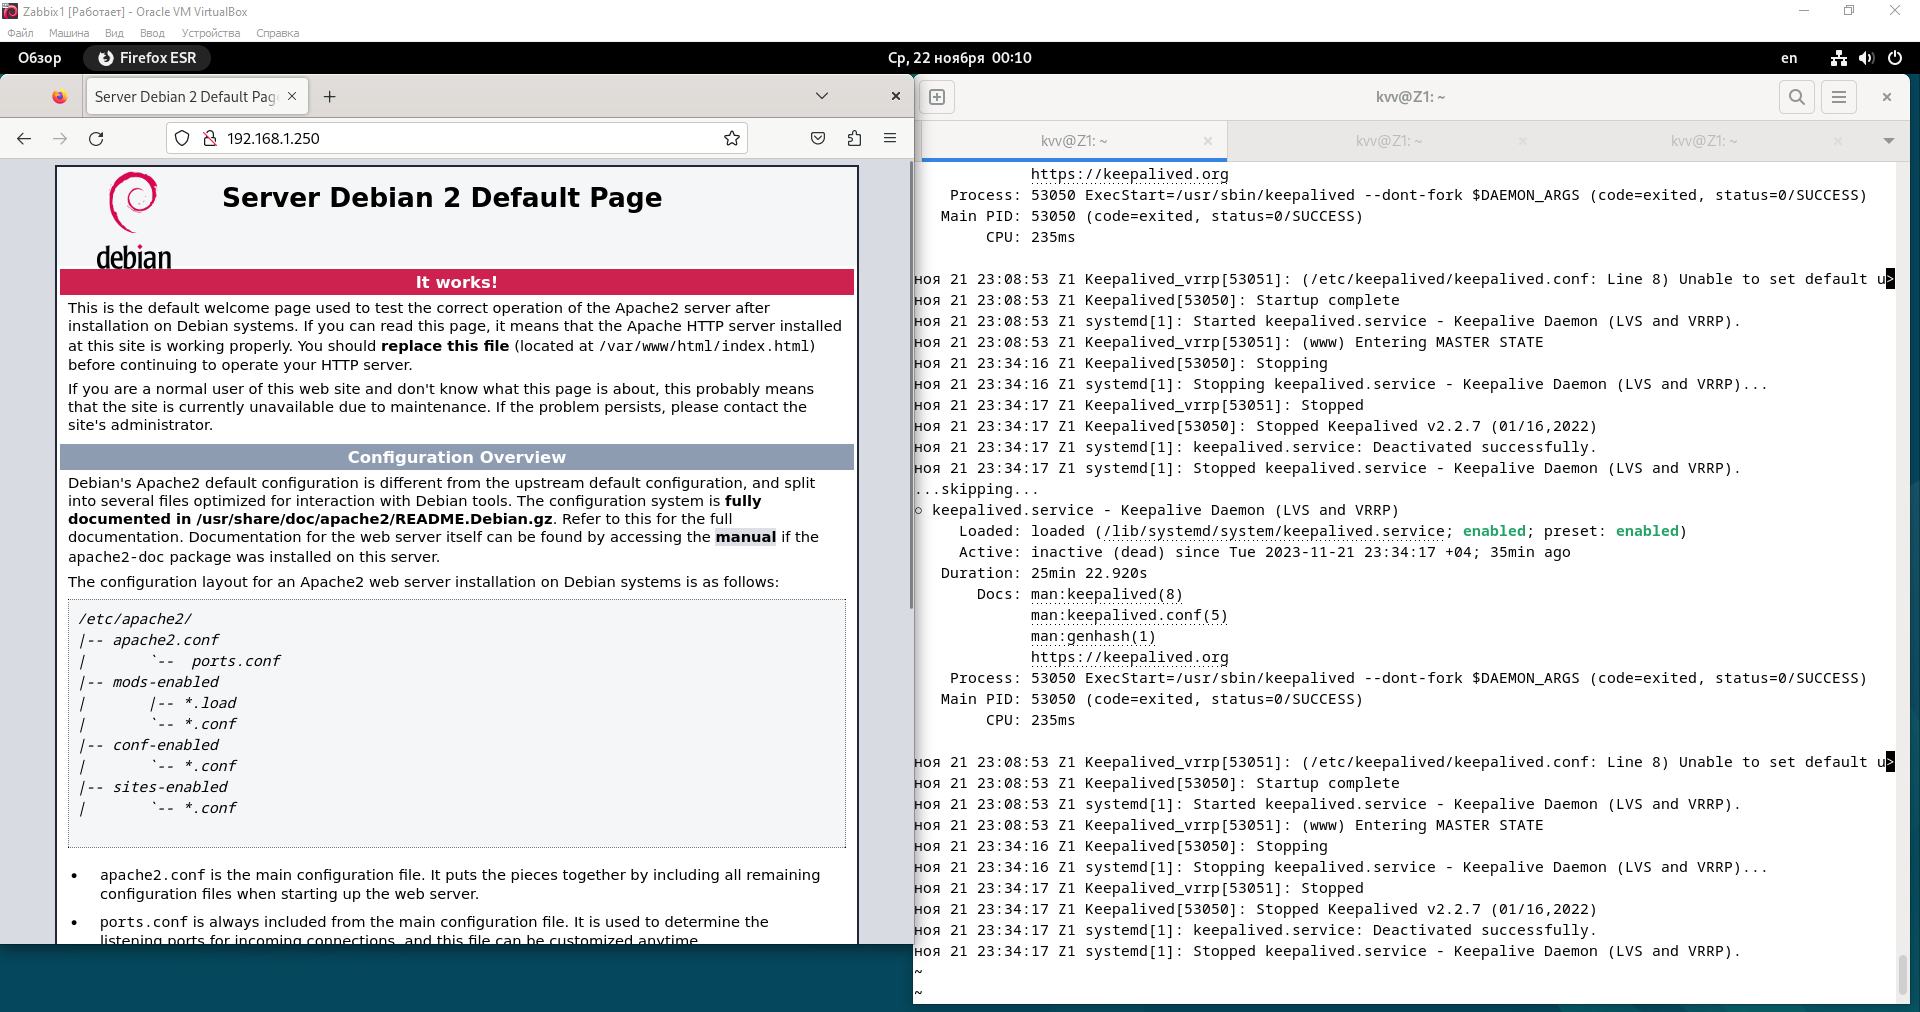 Zabbix1 [Работает] - Oracle VM VirtualBox
Файл Машина Вид Ввод Устройства Справка
Обзор Firefox ESR Ср, 22 ноября 00:10 en
Server Debian 2 Default Pag
192.168.1.250
debian
Server Debian 2 Default Page
It works!
This is the default welcome page used to test the correct operation of the Apache2 server after
installation on Debian systems. If you can read this page, it means that the Apache HTTP server installed
at this site is working properly. You should replace this file (located at /var/www/html/index.html)
before continuing to operate your HTTP server.
If you are a normal user of this web site and don't know what this page is about, this probably means
that the site is currently unavailable due to maintenance. If the problem persists, please contact the
site's administrator.
Configuration Overview
Debian's Apache2 default configuration is different from the upstream default configuration, and split
into several files optimized for interaction with Debian tools. The configuration system is fully
documented in /usr/share/doc/apache2/README.Debian.gz. Refer to this for the full
documentation. Documentation for the web server itself can be found by accessing the manual if the
apache2-doc package was installed on this server.
The configuration layout for an Apache2 web server installation on Debian systems is as follows:
/etc/apache2/
|-- apache2.conf
|       `--  ports.conf
|-- mods-enabled
|       |-- *.load
|       `-- *.conf
|-- conf-enabled
|       `-- *.conf
|-- sites-enabled
|       `-- *.conf
• apache2.conf is the main configuration file. It puts the pieces together by including all remaining
configuration files when starting up the web server.
• ports.conf is always included from the main configuration file. It is used to determine the
listening ports for incoming connections, and this file can be customized anytime.
kvv@Z1: ~
kvv@Z1: ~ kvv@Z1: ~ kvv@Z1: ~
https://keepalived.org
Process: 53050 ExecStart=/usr/sbin/keepalived --dont-fork $DAEMON_ARGS (code=exited, status=0/SUCCESS)
Main PID: 53050 (code=exited, status=0/SUCCESS)
CPU: 235ms
ноя 21 23:08:53 Z1 Keepalived_vrrp[53051]: (/etc/keepalived/keepalived.conf: Line 8) Unable to set default u>
ноя 21 23:08:53 Z1 Keepalived[53050]: Startup complete
ноя 21 23:08:53 Z1 systemd[1]: Started keepalived.service - Keepalive Daemon (LVS and VRRP).
ноя 21 23:08:53 Z1 Keepalived_vrrp[53051]: (www) Entering MASTER STATE
ноя 21 23:34:16 Z1 Keepalived[53050]: Stopping
ноя 21 23:34:16 Z1 systemd[1]: Stopping keepalived.service - Keepalive Daemon (LVS and VRRP)...
ноя 21 23:34:17 Z1 Keepalived_vrrp[53051]: Stopped
ноя 21 23:34:17 Z1 Keepalived[53050]: Stopped Keepalived v2.2.7 (01/16,2022)
ноя 21 23:34:17 Z1 systemd[1]: keepalived.service: Deactivated successfully.
ноя 21 23:34:17 Z1 systemd[1]: Stopped keepalived.service - Keepalive Daemon (LVS and VRRP).
...skipping...
○ keepalived.service - Keepalive Daemon (LVS and VRRP)
Loaded: loaded (/lib/systemd/system/keepalived.service; enabled; preset: enabled)
Active: inactive (dead) since Tue 2023-11-21 23:34:17 +04; 35min ago
Duration: 25min 22.920s
Docs: man:keepalived(8)
man:keepalived.conf(5)
man:genhash(1)
https://keepalived.org
Process: 53050 ExecStart=/usr/sbin/keepalived --dont-fork $DAEMON_ARGS (code=exited, status=0/SUCCESS)
Main PID: 53050 (code=exited, status=0/SUCCESS)
CPU: 235ms
ноя 21 23:08:53 Z1 Keepalived_vrrp[53051]: (/etc/keepalived/keepalived.conf: Line 8) Unable to set default u>
ноя 21 23:08:53 Z1 Keepalived[53050]: Startup complete
ноя 21 23:08:53 Z1 systemd[1]: Started keepalived.service - Keepalive Daemon (LVS and VRRP).
ноя 21 23:08:53 Z1 Keepalived_vrrp[53051]: (www) Entering MASTER STATE
ноя 21 23:34:16 Z1 Keepalived[53050]: Stopping
ноя 21 23:34:16 Z1 systemd[1]: Stopping keepalived.service - Keepalive Daemon (LVS and VRRP)...
ноя 21 23:34:17 Z1 Keepalived_vrrp[53051]: Stopped
ноя 21 23:34:17 Z1 Keepalived[53050]: Stopped Keepalived v2.2.7 (01/16,2022)
ноя 21 23:34:17 Z1 systemd[1]: keepalived.service: Deactivated successfully.
ноя 21 23:34:17 Z1 systemd[1]: Stopped keepalived.service - Keepalive Daemon (LVS and VRRP).
~
~